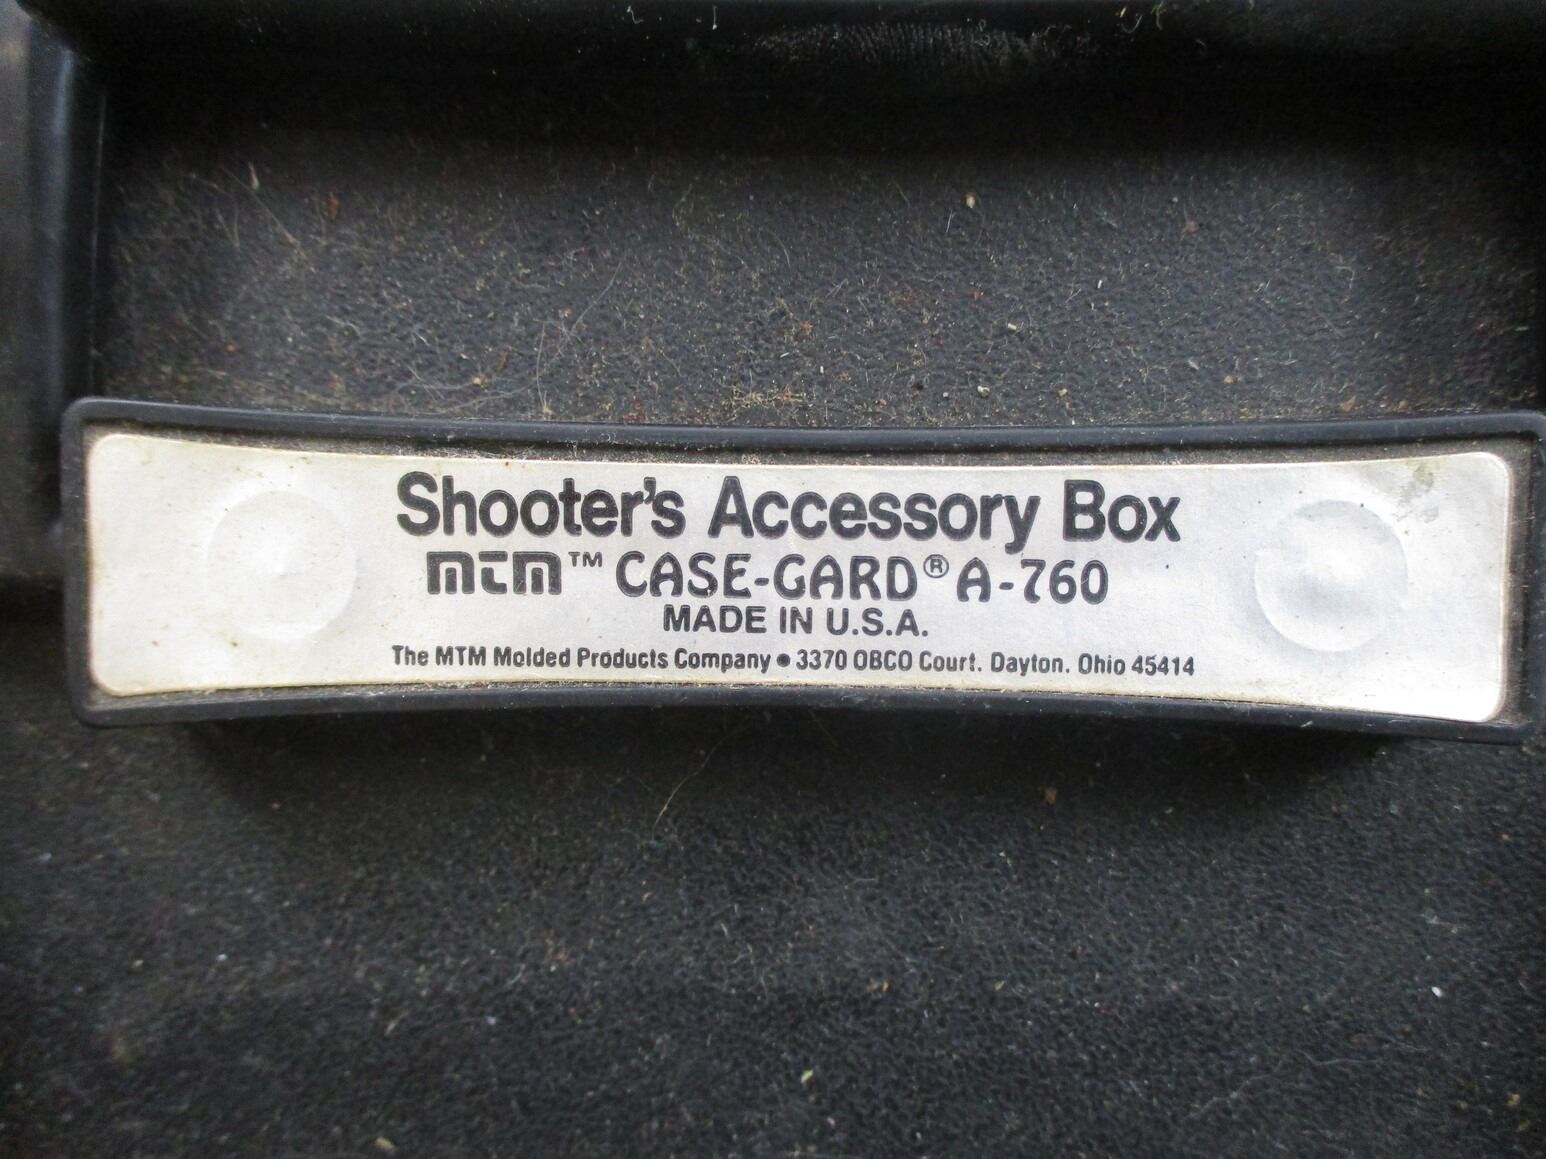 Shooter's Accessory Box
mtm™ CASE-GARD® A-760
MADE IN U.S.A.
The MTM Molded Products Company • 3370 OBCO Court. Dayton. Ohio 45414